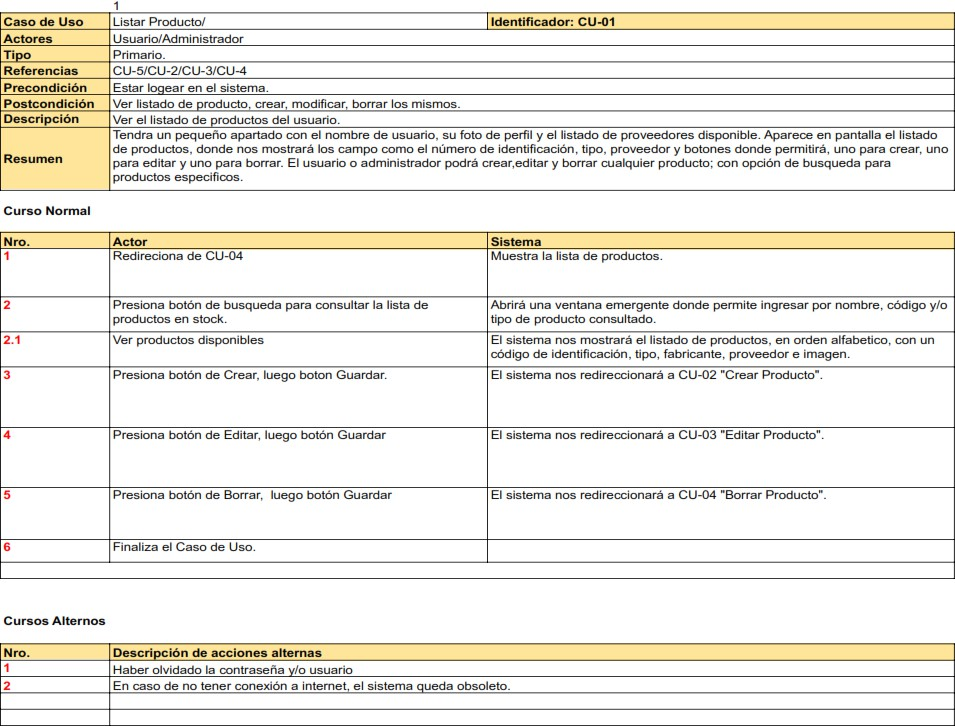 1
Caso de Uso Listar Producto/ Identificador: CU-01
Actores Usuario/Administrador
Tipo Primario.
Referencias CU-5/CU-2/CU-3/CU-4
Precondición Estar logear en el sistema.
Postcondición Ver listado de producto, crear, modificar, borrar los mismos.
Descripción Ver el listado de productos del usuario.
Resumen Tendra un pequeño apartado con el nombre de usuario, su foto de perfil y el listado de proveedores disponible. Aparece en pantalla el listado
de productos, donde nos mostrará los campo como el número de identificación, tipo, proveedor y botones donde permitirá, uno para crear, uno
para editar y uno para borrar. El usuario o administrador podrá crear,editar y borrar cualquier producto; con opción de busqueda para
productos especificos.
Curso Normal
Nro. Actor Sistema
1 Redireciona de CU-04 Muestra la lista de productos.
2 Presiona botón de busqueda para consultar la lista de
productos en stock.
Abrirá una ventana emergente donde permite ingresar por nombre, código y/o
tipo de producto consultado.
2.1 Ver productos disponibles
El sistema nos mostrará el listado de productos, en orden alfabetico, con un
código de identificación, tipo, fabricante, proveedor e imagen.
3 Presiona botón de Crear, luego boton Guardar. El sistema nos redireccionará a CU-02 "Crear Producto".
4 Presiona botón de Editar, luego botón Guardar El sistema nos redireccionará a CU-03 "Editar Producto".
5 Presiona botón de Borrar, luego botón Guardar El sistema nos redireccionará a CU-04 "Borrar Producto".
6 Finaliza el Caso de Uso.
Cursos Alternos
Nro. Descripción de acciones alternas
1 Haber olvidado la contraseña y/o usuario
2 En caso de no tener conexión a internet, el sistema queda obsoleto.